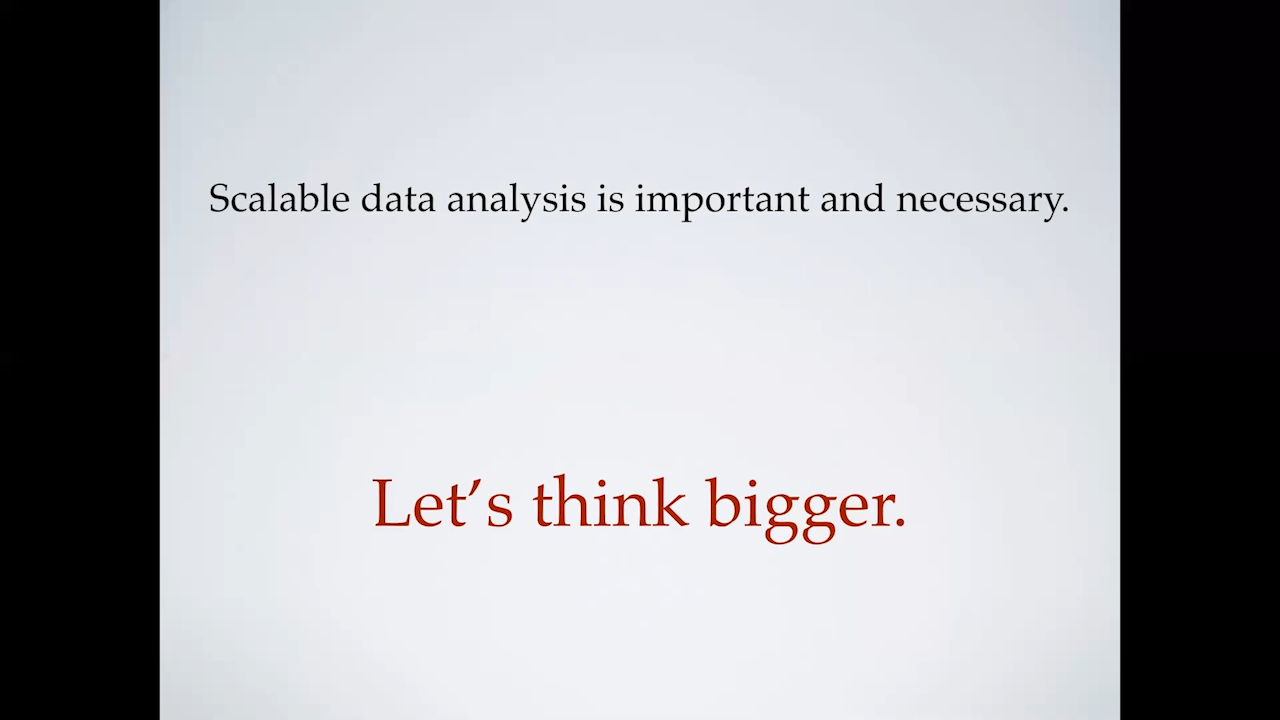 Scalable data analysis is important and necessary.
Let’s think bigger.